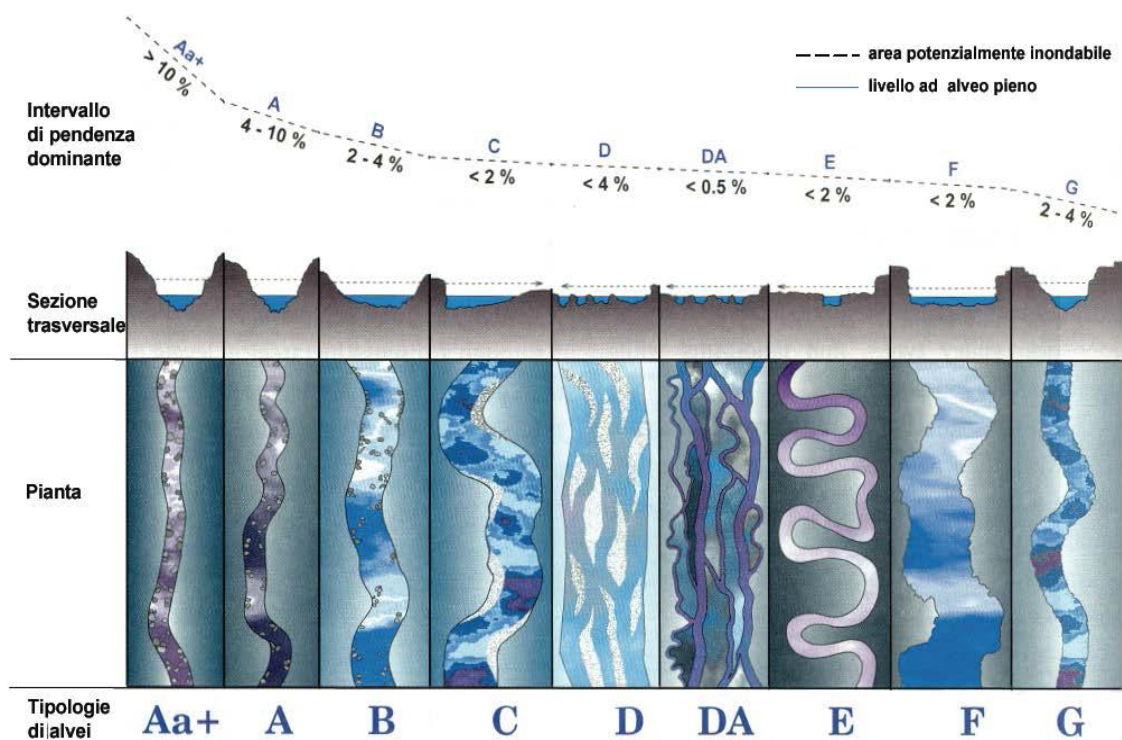 area potenzialmente inondabile
livello ad alveo pieno
Intervallo
di pendenza
dominante
Aa+
> 10 %
A
4 - 10 %
B
2 - 4 %
C
< 2 %
D
< 4 %
DA
< 0.5 %
E
< 2 %
F
< 2 %
G
2 - 4 %
Sezione
trasversale
Pianta
Tipologie
di alvei
Aa+ A B C D DA E F G